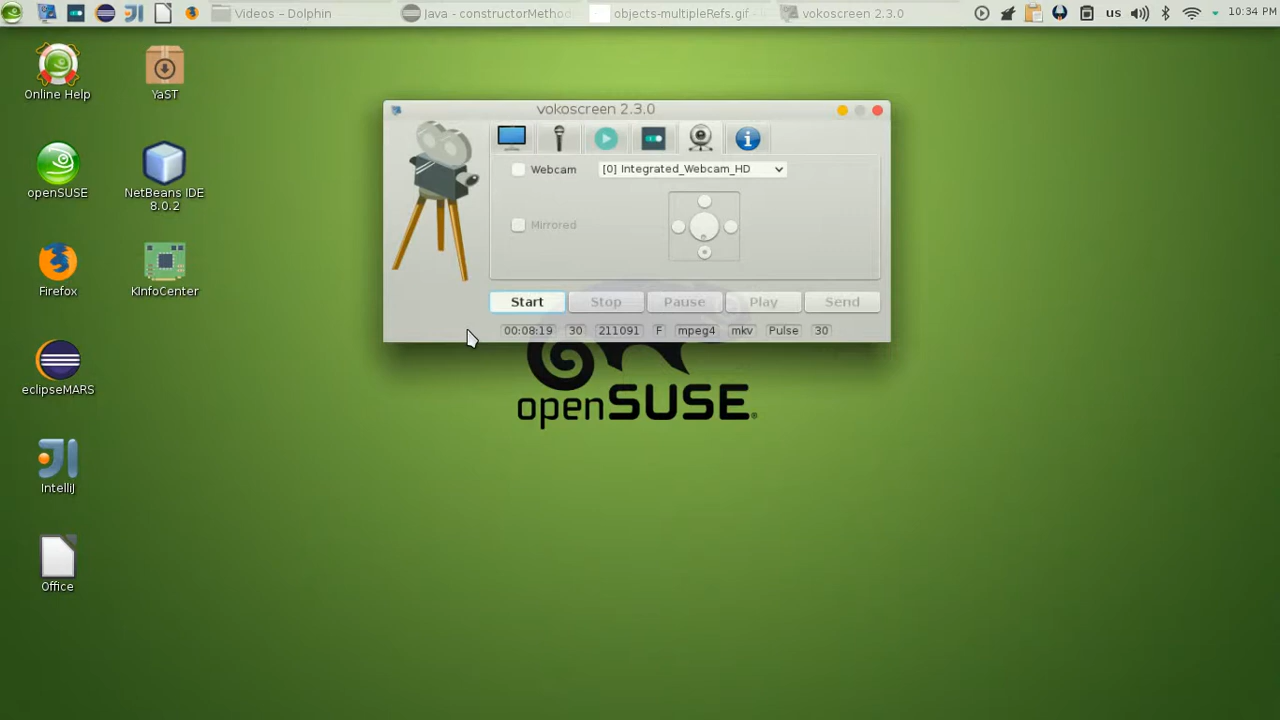 Videos – Dolphin
Java - constructorMethod
objects-multipleRefs.gif -
vokoscreen 2.3.0
us
10:34 PM
Online Help
YaST
openSUSE
NetBeans IDE
8.0.2
Firefox
KInfoCenter
eclipseMARS
IntelliJ
Office
vokoscreen 2.3.0
Webcam
[0] Integrated_Webcam_HD
Mirrored
Start
Stop
Pause
Play
Send
00:08:19 30 211091 F mpeg4 mkv Pulse 30
openSUSE